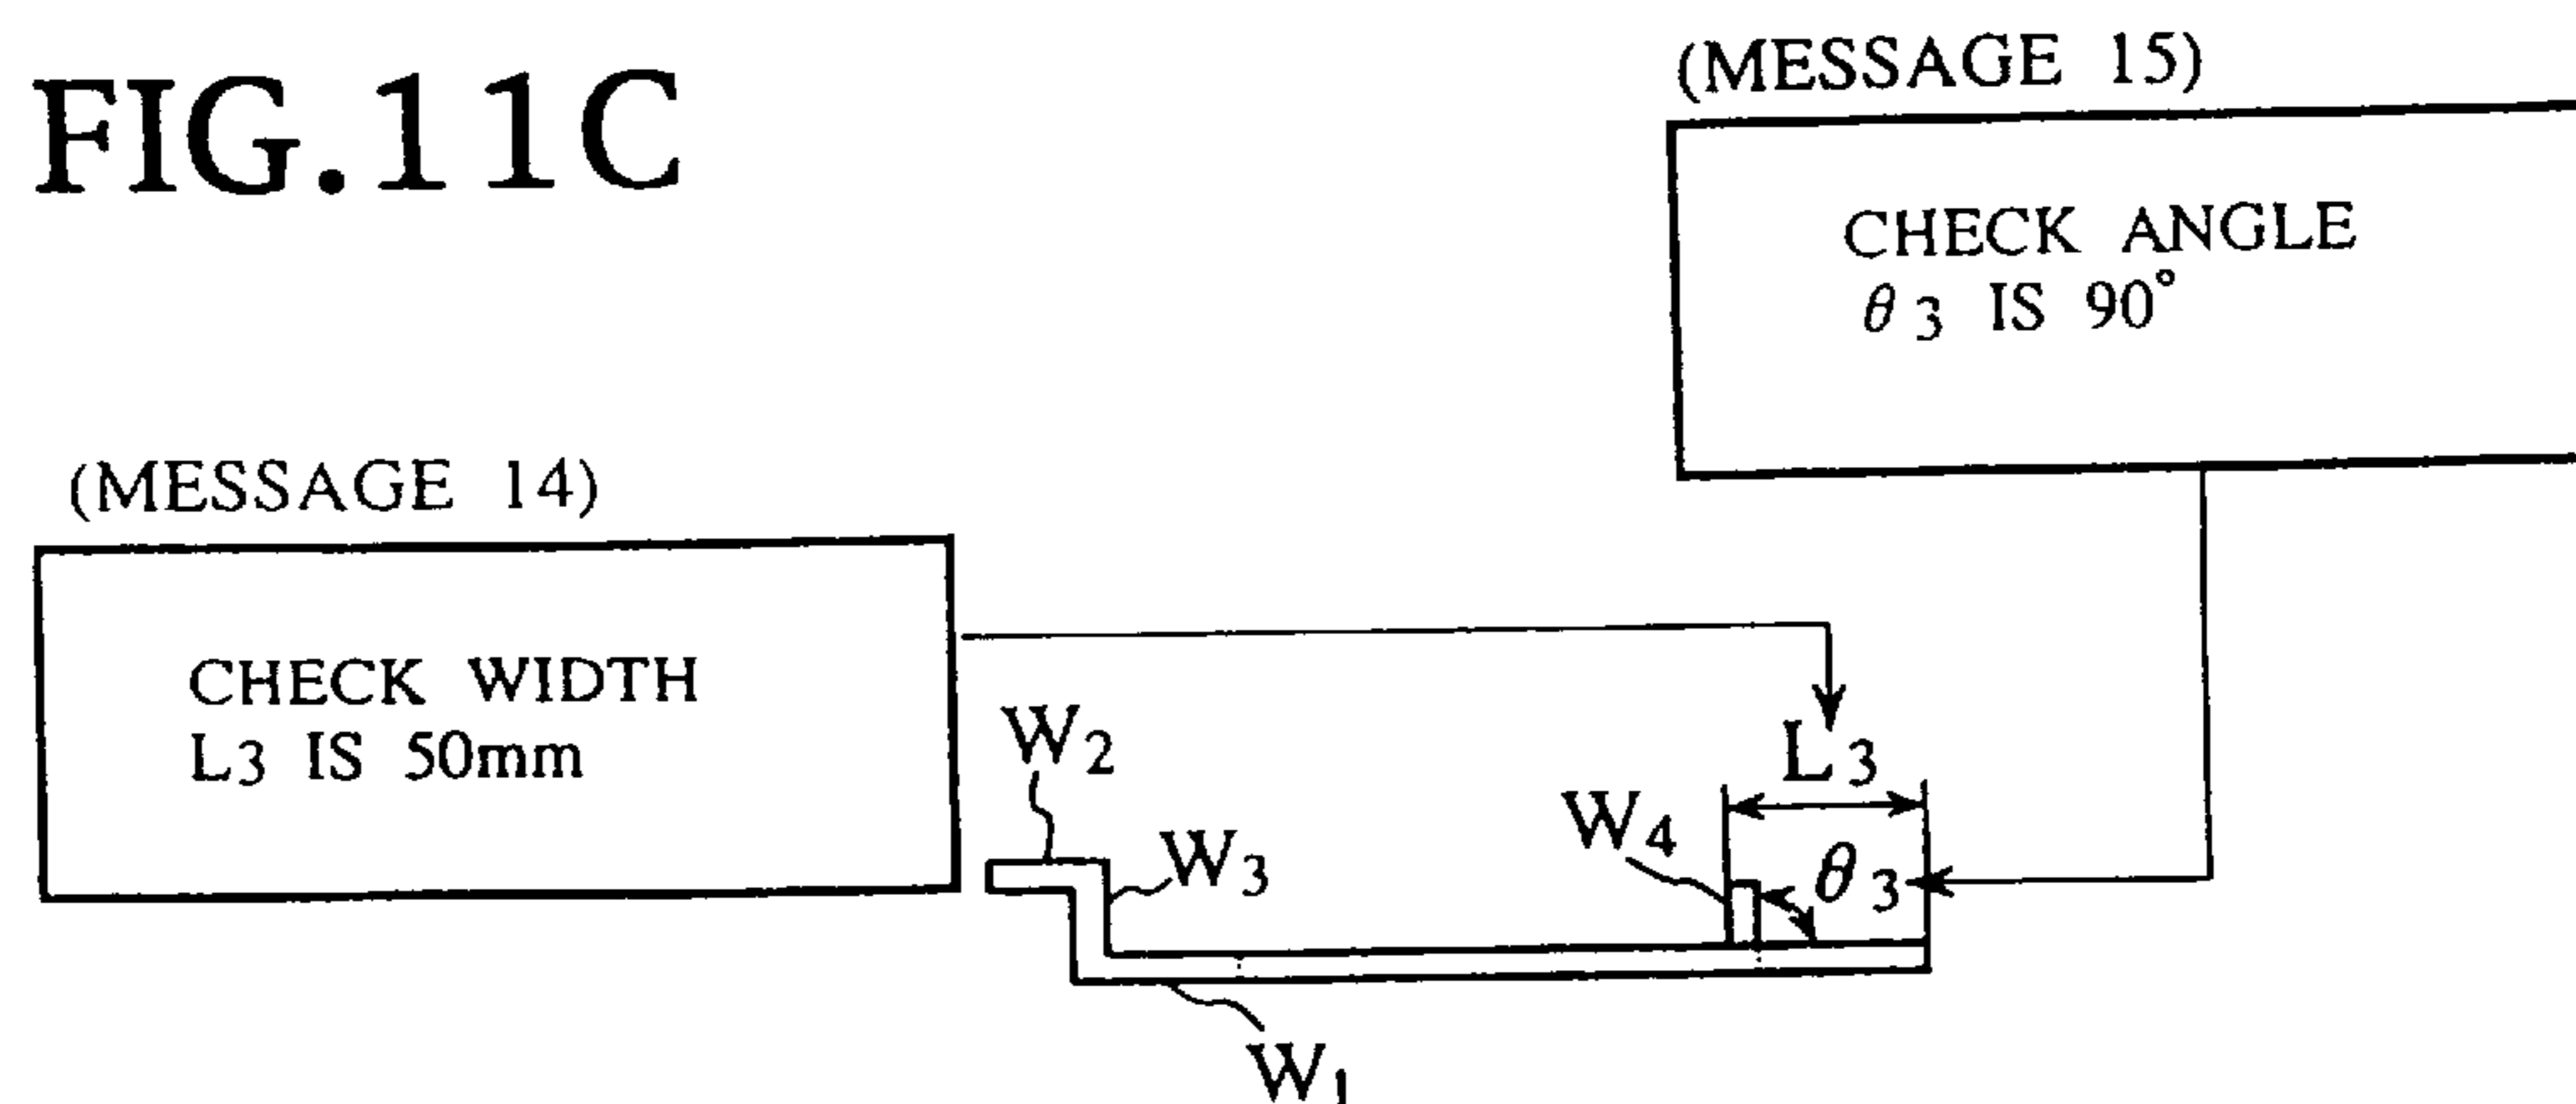 FIG.11C
(MESSAGE 15)
CHECK ANGLE
θ3 IS 90°
(MESSAGE 14)
CHECK WIDTH
L3 IS 50mm
W2
W3
W4
L3
θ3
W1